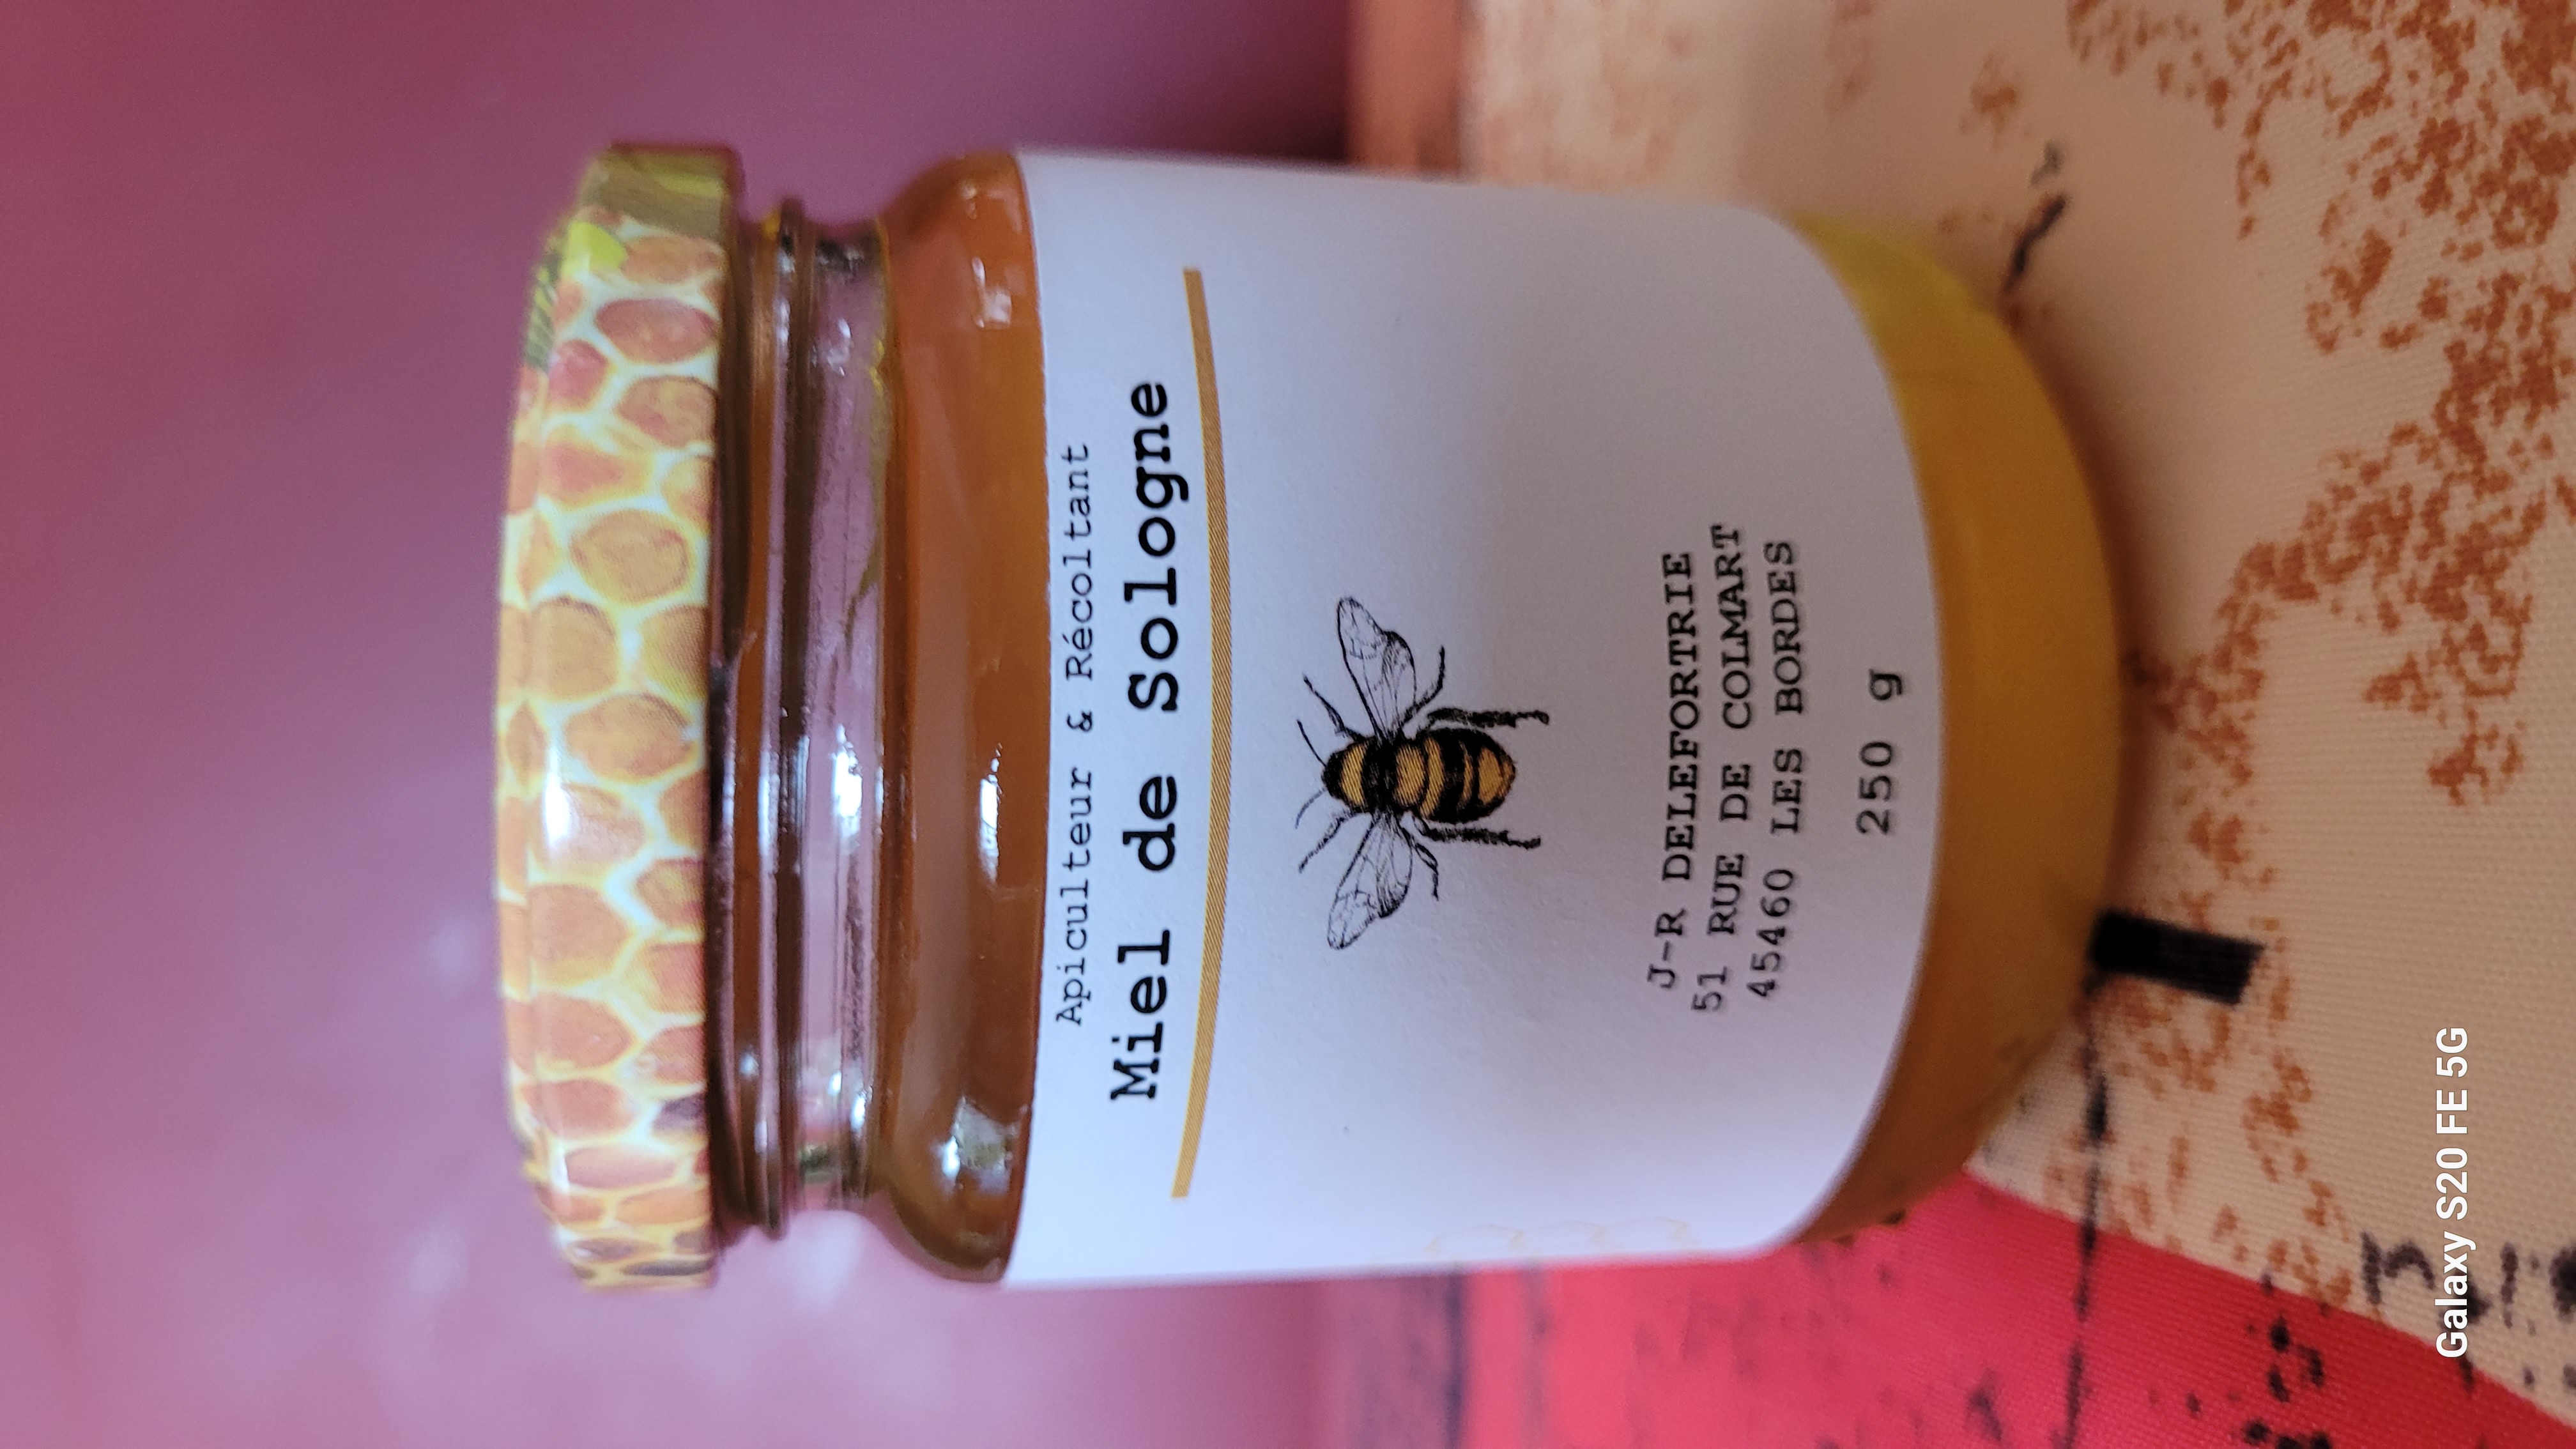 Apiculteur & Récoltant
Miel de Sologne
J-R DELEFORTRIE
51 RUE DE COLMART
45460 LES BORDES
250 g
Galaxy S20 FE 5G